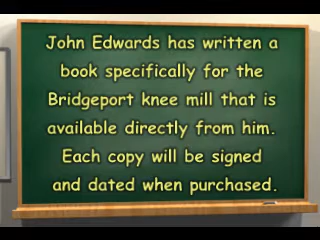 John Edwards has written a
book specifically for the
Bridgeport knee mill that is
available directly from him.
Each copy will be signed
and dated when purchased.